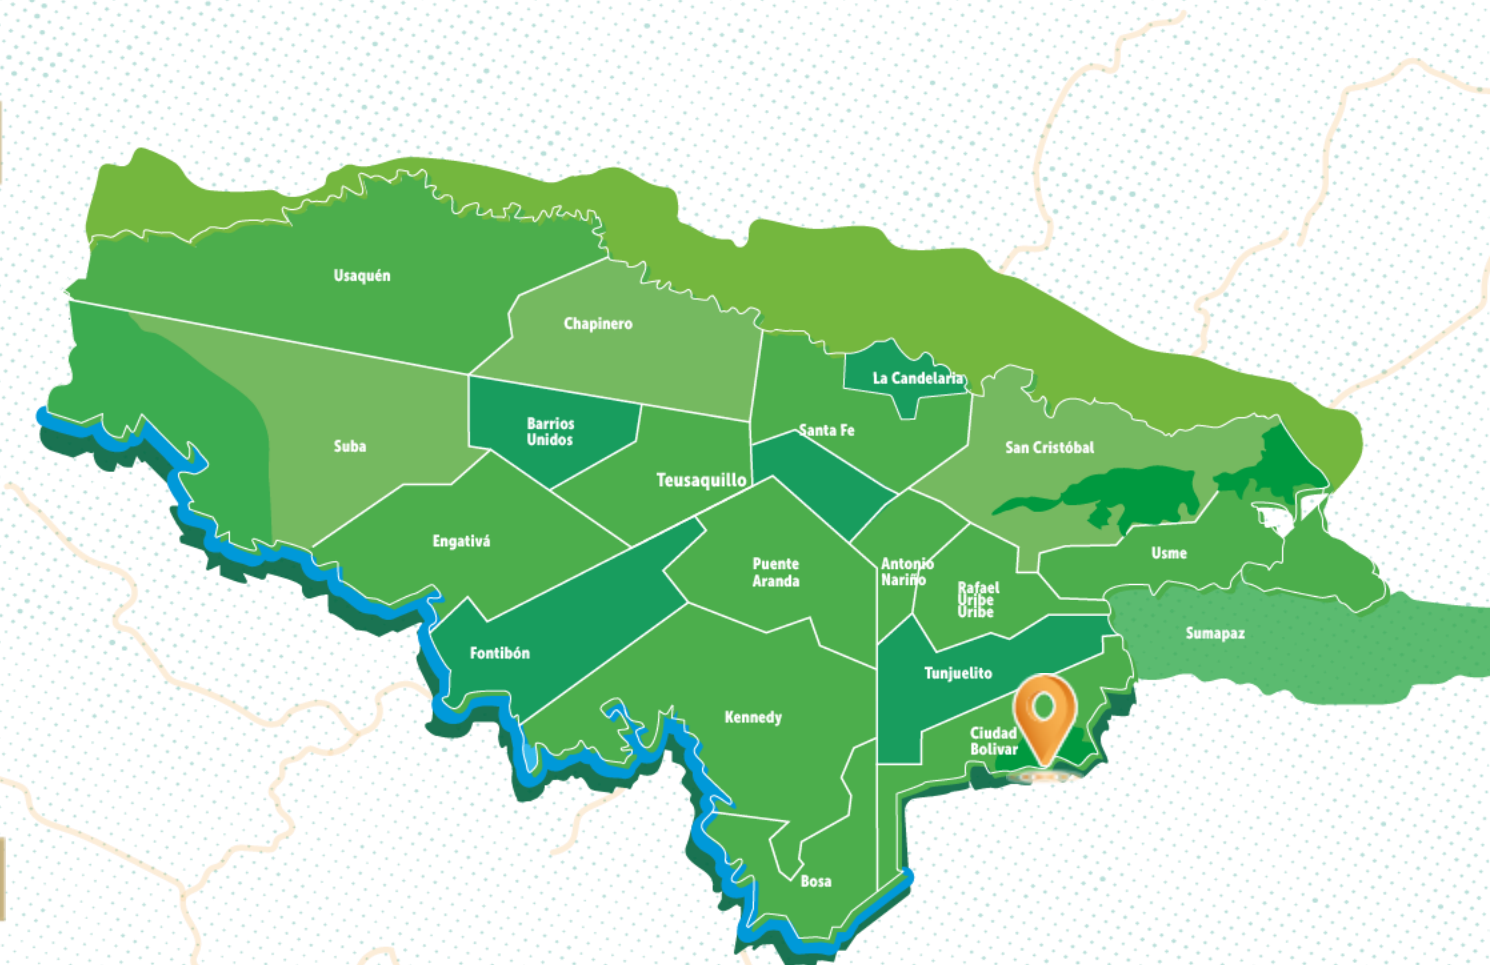 Usaquén
Chapinero
La Candelaria
Barrios
Unidos
Santa Fe
Suba
San Cristóbal
Teusaquillo
Engativá
Usme
Puente
Aranda
Antonio
Nariño
Rafael
Uribe
Uribe
Sumapaz
Fontibón
Tunjuelito
Kennedy
Ciudad
Bolivar
Bosa